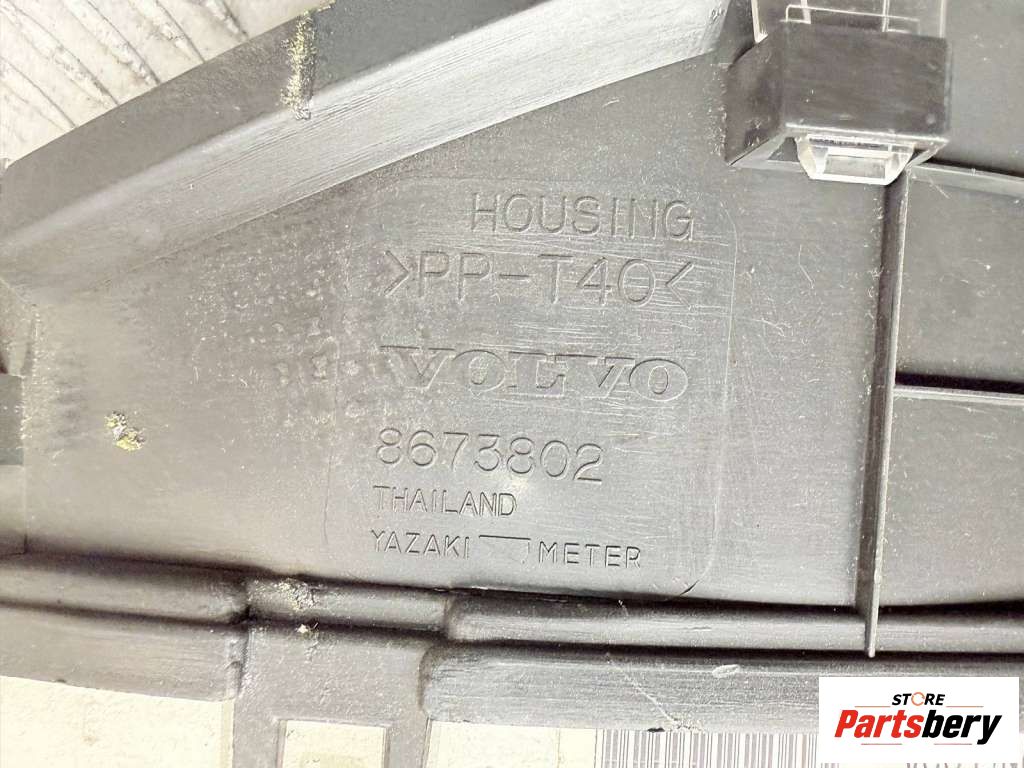 HOUSING
>PP-T40<
VOLVO
8673802
THAILAND
YAZAKI METER
STORE
Partsbery